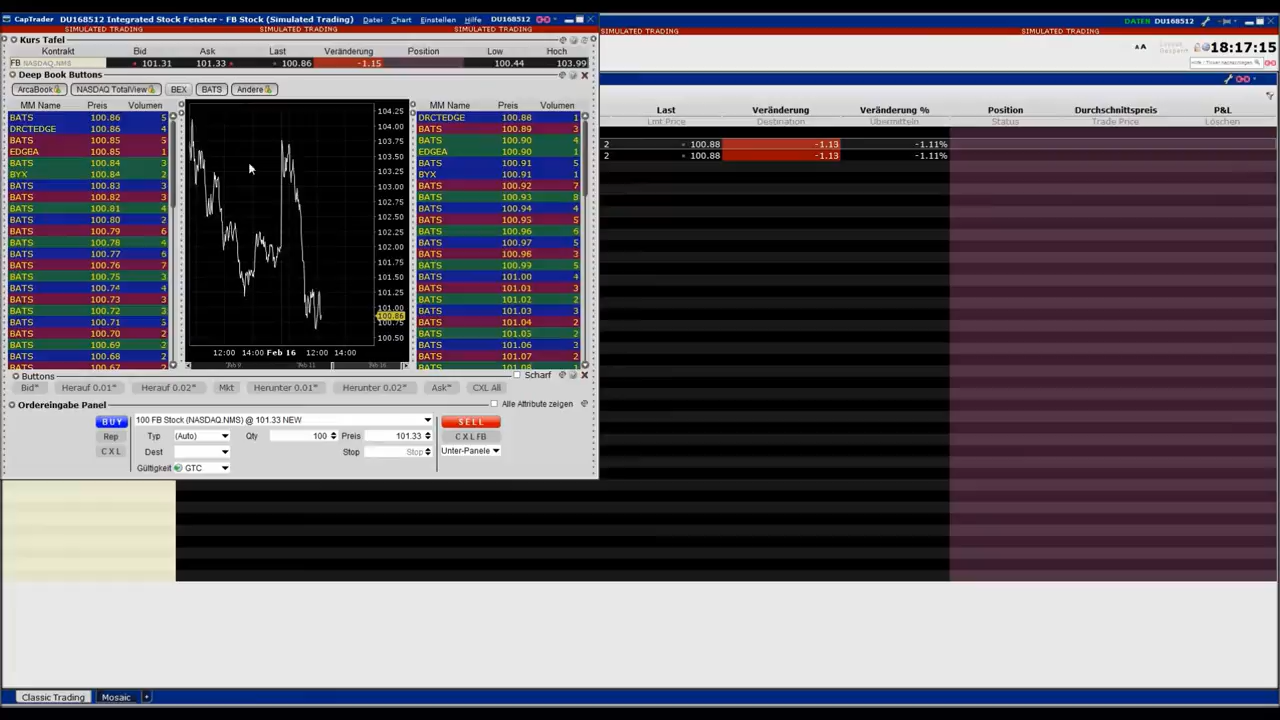 CapTrader DU168512 Integrated Stock Fenster - FB Stock (Simulated Trading) Datei Chart Einstellen Hilfe DU168512
DATEN DU168512
SIMULATED TRADING SIMULATED TRADING SIMULATED TRADING SIMULATED TRADING SIMULATED TRADING
Kurs Tafel
18:17:15
Kontrakt Bid Ask Last Veränderung Position Low Hoch
FB NASDAQ.NMS 101.31 101.33 100.86 -1.15 100.44 103.99
Deep Book Buttons
ArcaBook NASDAQ TotalView BEX BATS Andere
MM Name Preis Volumen
BATS 100.86 5
DRCTEDGE 100.86 4
BATS 100.85 5
EDGEA 100.85 1
BATS 100.84 3
BYX 100.84 2
BATS 100.83 3
BATS 100.82 3
BATS 100.81 4
BATS 100.80 2
BATS 100.79 6
BATS 100.78 4
BATS 100.77 6
BATS 100.76 7
BATS 100.75 3
BATS 100.74 4
BATS 100.73 3
BATS 100.72 3
BATS 100.71 5
BATS 100.70 2
BATS 100.69 2
BATS 100.68 2
BATS 100.67 2
104.25
104.00
103.75
103.50
103.25
103.00
102.75
102.50
102.25
102.00
101.75
101.50
101.25
101.00
100.86
100.75
100.50
12:00 14:00 Feb 16 12:00 14:00
Feb 9 Feb 11 Feb 16
MM Name Preis Volumen
DRCTEDGE 100.88 1
BATS 100.89 3
BATS 100.90 4
EDGEA 100.90 1
BATS 100.91 5
BYX 100.91 1
BATS 100.92 7
BATS 100.93 8
BATS 100.94 4
BATS 100.95 5
BATS 100.96 6
BATS 100.97 5
BATS 100.98 3
BATS 100.99 5
BATS 101.00 4
BATS 101.01 3
BATS 101.02 2
BATS 101.03 3
BATS 101.04 2
BATS 101.05 2
BATS 101.06 3
BATS 101.07 2
BATS 101.08 1
Last Veränderung Veränderung % Position Durchschnittspreis P&L
Lmt Price Destination Übermitteln Status Trade Price Löschen
2 100.88 -1.13 -1.11%
2 100.88 -1.13 -1.11%
Buttons Scharf
Bid* Herauf 0.01* Herauf 0.02* Mkt Herunter 0.01* Herunter 0.02* Ask* CXL All
Ordereingabe Panel Alle Attribute zeigen
BUY 100 FB Stock (NASDAQ.NMS) @ 101.33 NEW SELL
Rep Typ (Auto) Qty 100 Preis 101.33 C X L FB
C X L Dest Stop Stop Unter-Panele
Gültigkeit GTC
Classic Trading Mosaic +